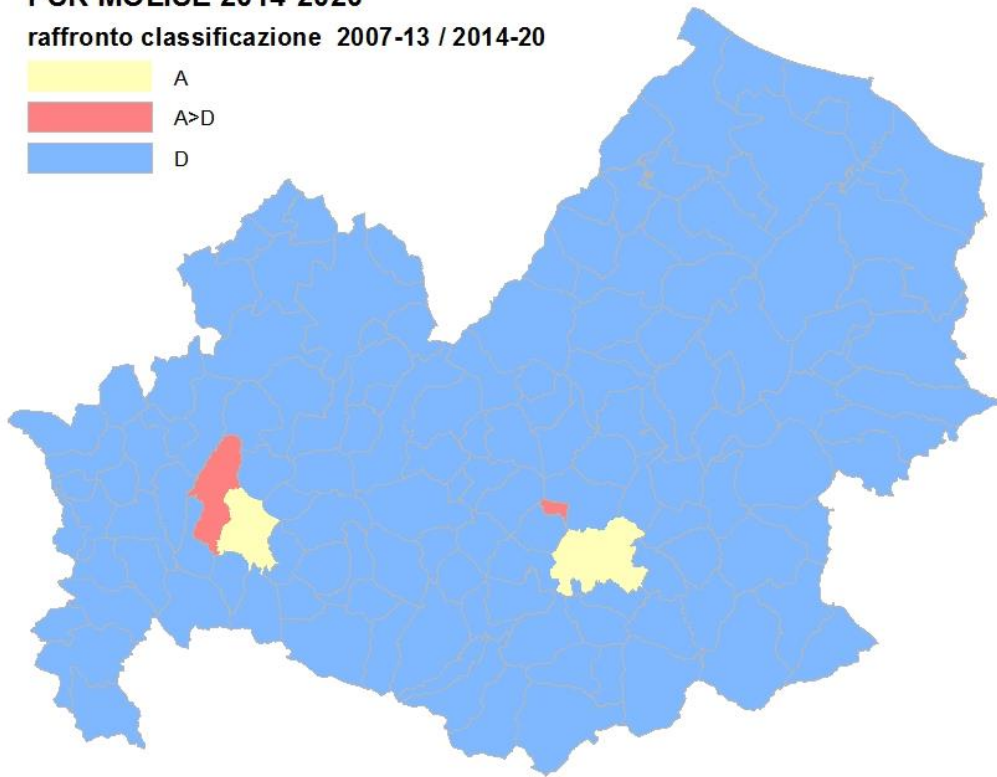 PSR MOLISE 2014-2020
raffronto classificazione 2007-13 / 2014-20
A
A>D
D